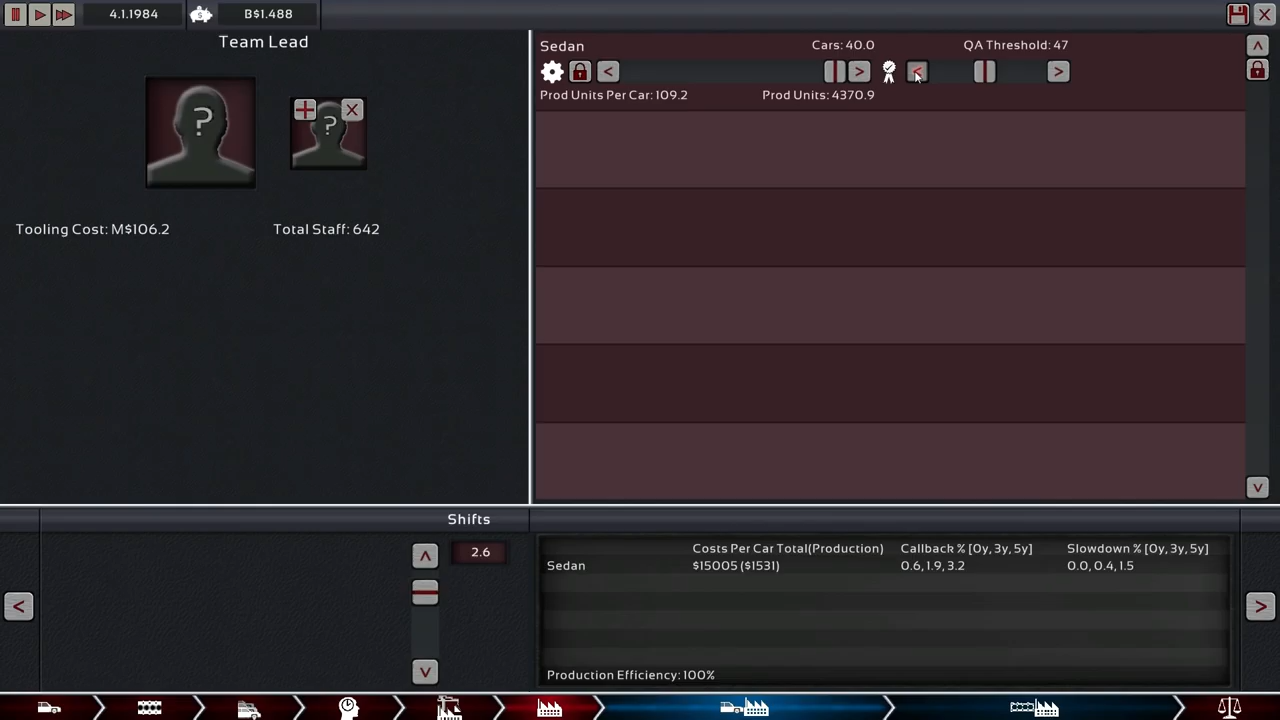 4.1.1984
B$1.488
Team Lead
Tooling Cost: M$106.2
Total Staff: 642
Sedan
Cars: 40.0
QA Threshold: 47
Prod Units Per Car: 109.2
Prod Units: 4370.9
Shifts
2.6
Costs Per Car Total(Production)
Callback % [0y, 3y, 5y]
Slowdown % [0y, 3y, 5y]
Sedan
$15005 ($1531)
0.6, 1.9, 3.2
0.0, 0.4, 1.5
Production Efficiency: 100%